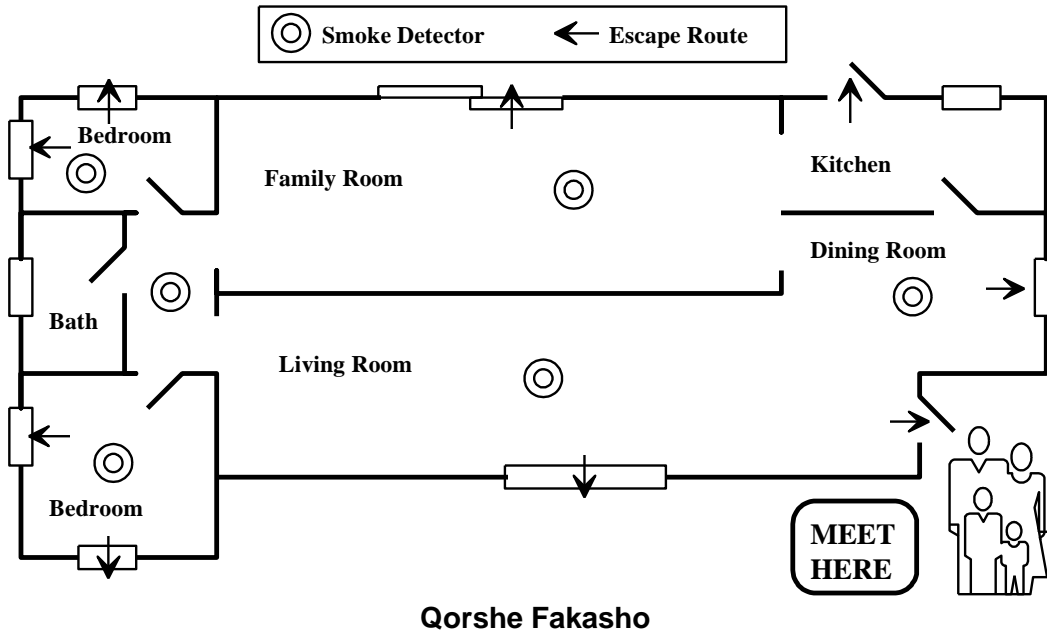 Smoke Detector
Escape Route
Bedroom
Family Room
Kitchen
Dining Room
Bath
Living Room
Bedroom
MEET
HERE
Qorshe Fakasho